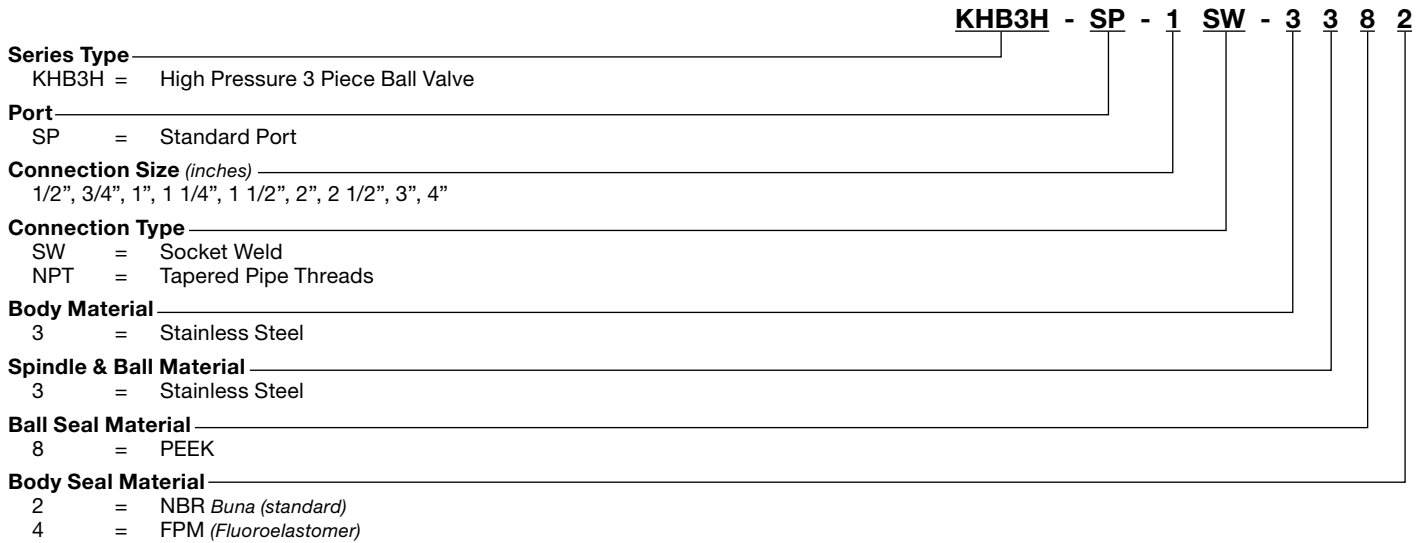 KHB3H - SP - 1 SW - 3 3 8 2
Series Type
KHB3H = High Pressure 3 Piece Ball Valve
Port
SP = Standard Port
Connection Size (inches)
1/2”, 3/4”, 1”, 1 1/4”, 1 1/2”, 2”, 2 1/2”, 3”, 4”
Connection Type
SW = Socket Weld
NPT = Tapered Pipe Threads
Body Material
3 = Stainless Steel
Spindle & Ball Material
3 = Stainless Steel
Ball Seal Material
8 = PEEK
Body Seal Material
2 = NBR Buna (standard)
4 = FPM (Fluoroelastomer)